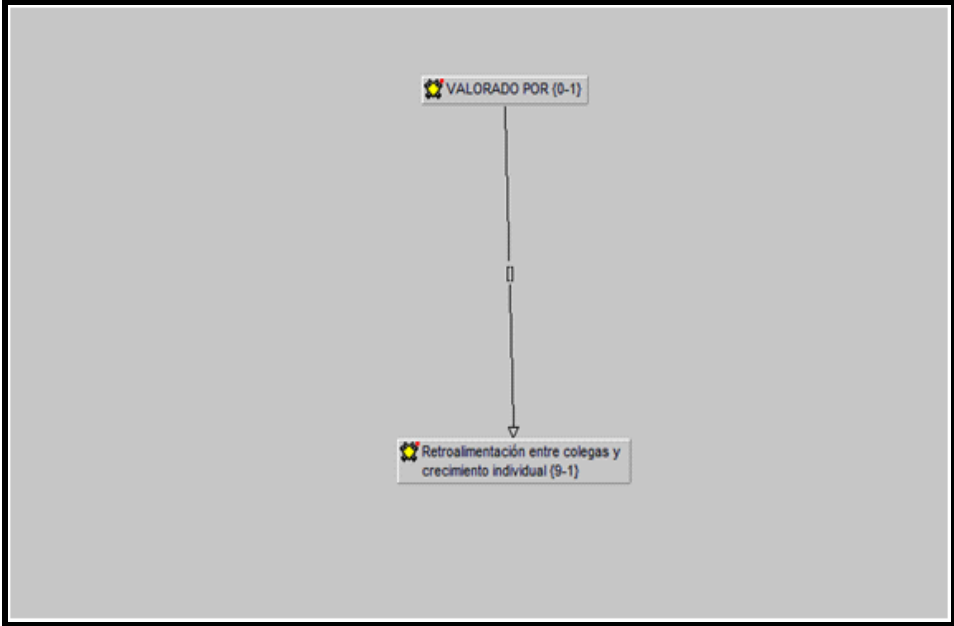 VALORADO POR {0-1}
[]
Retroalimentación entre colegas y
crecimiento individual {9-1}